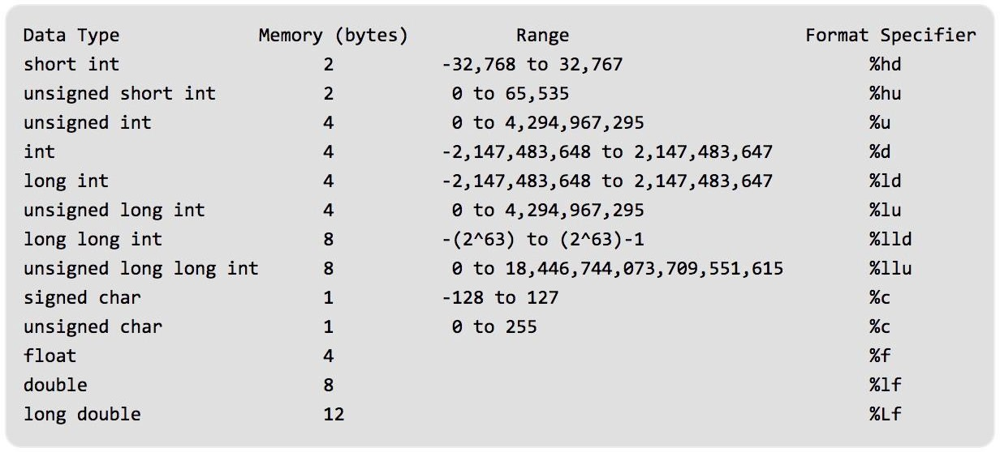 Data Type Memory (bytes) Range Format Specifier
short int 2 -32,768 to 32,767 %hd
unsigned short int 2 0 to 65,535 %hu
unsigned int 4 0 to 4,294,967,295 %u
int 4 -2,147,483,648 to 2,147,483,647 %d
long int 4 -2,147,483,648 to 2,147,483,647 %ld
unsigned long int 4 0 to 4,294,967,295 %lu
long long int 8 -(2^63) to (2^63)-1 %lld
unsigned long long int 8 0 to 18,446,744,073,709,551,615 %llu
signed char 1 -128 to 127 %c
unsigned char 1 0 to 255 %c
float 4 %f
double 8 %lf
long double 12 %Lf